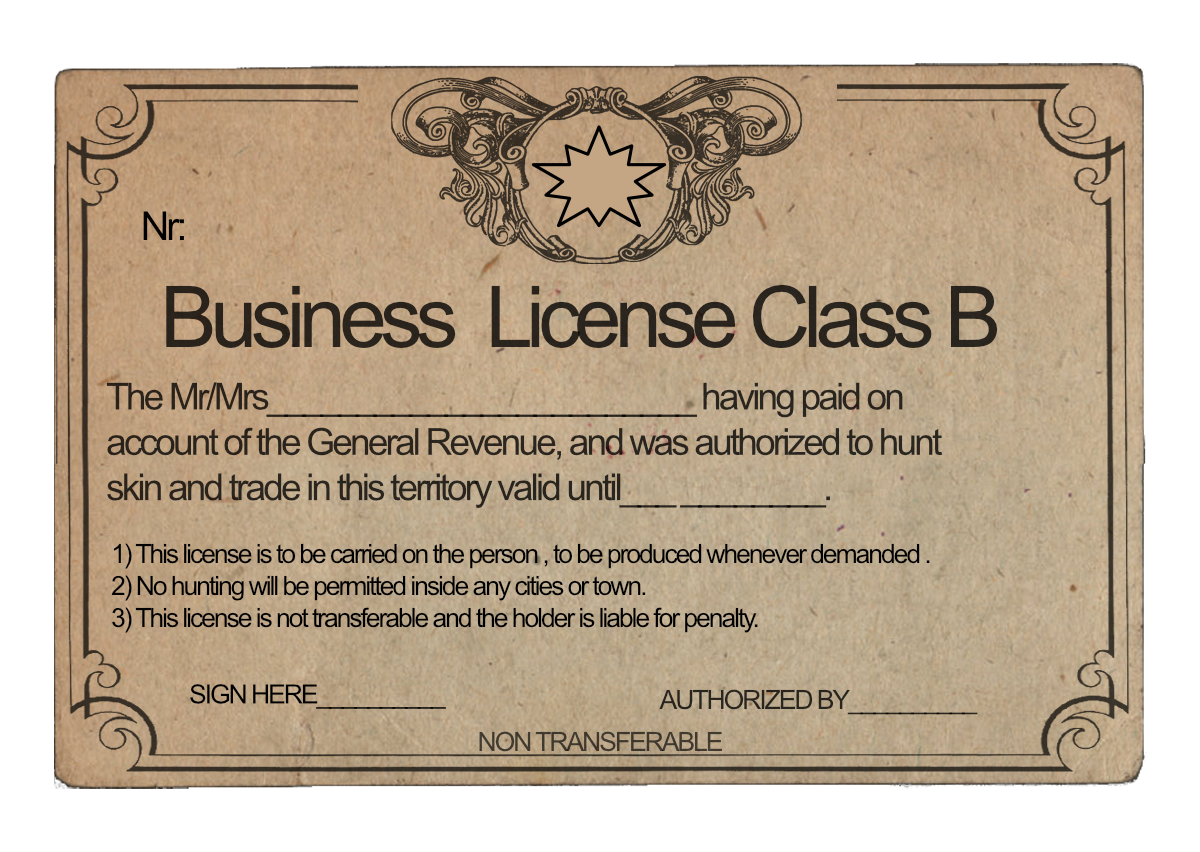 Nr:
Business License Class B
The Mr/Mrs________________________ having paid on
account of the General Revenue, and was authorized to hunt
skin and trade in this territory valid until___ ________.
1) This license is to be carried on the person , to be produced whenever demanded .
2) No hunting will be permitted inside any cities or town.
3) This license is not transferable and the holder is liable for penalty.
SIGN HERE_________
AUTHORIZED BY_________
NON TRANSFERABLE